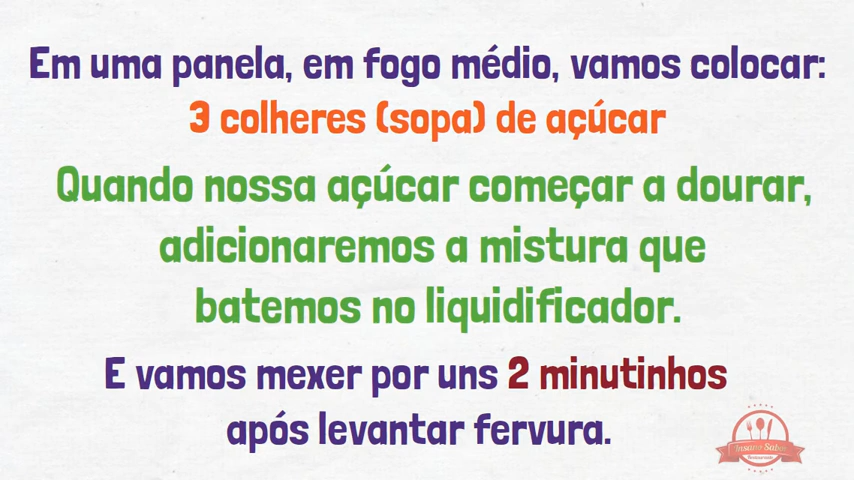 Em uma panela, em fogo médio, vamos colocar:
3 colheres (sopa) de açúcar
Quando nossa açúcar começar a dourar,
adicionaremos a mistura que
batemos no liquidificador.
E vamos mexer por uns 2 minutinhos
após levantar fervura.